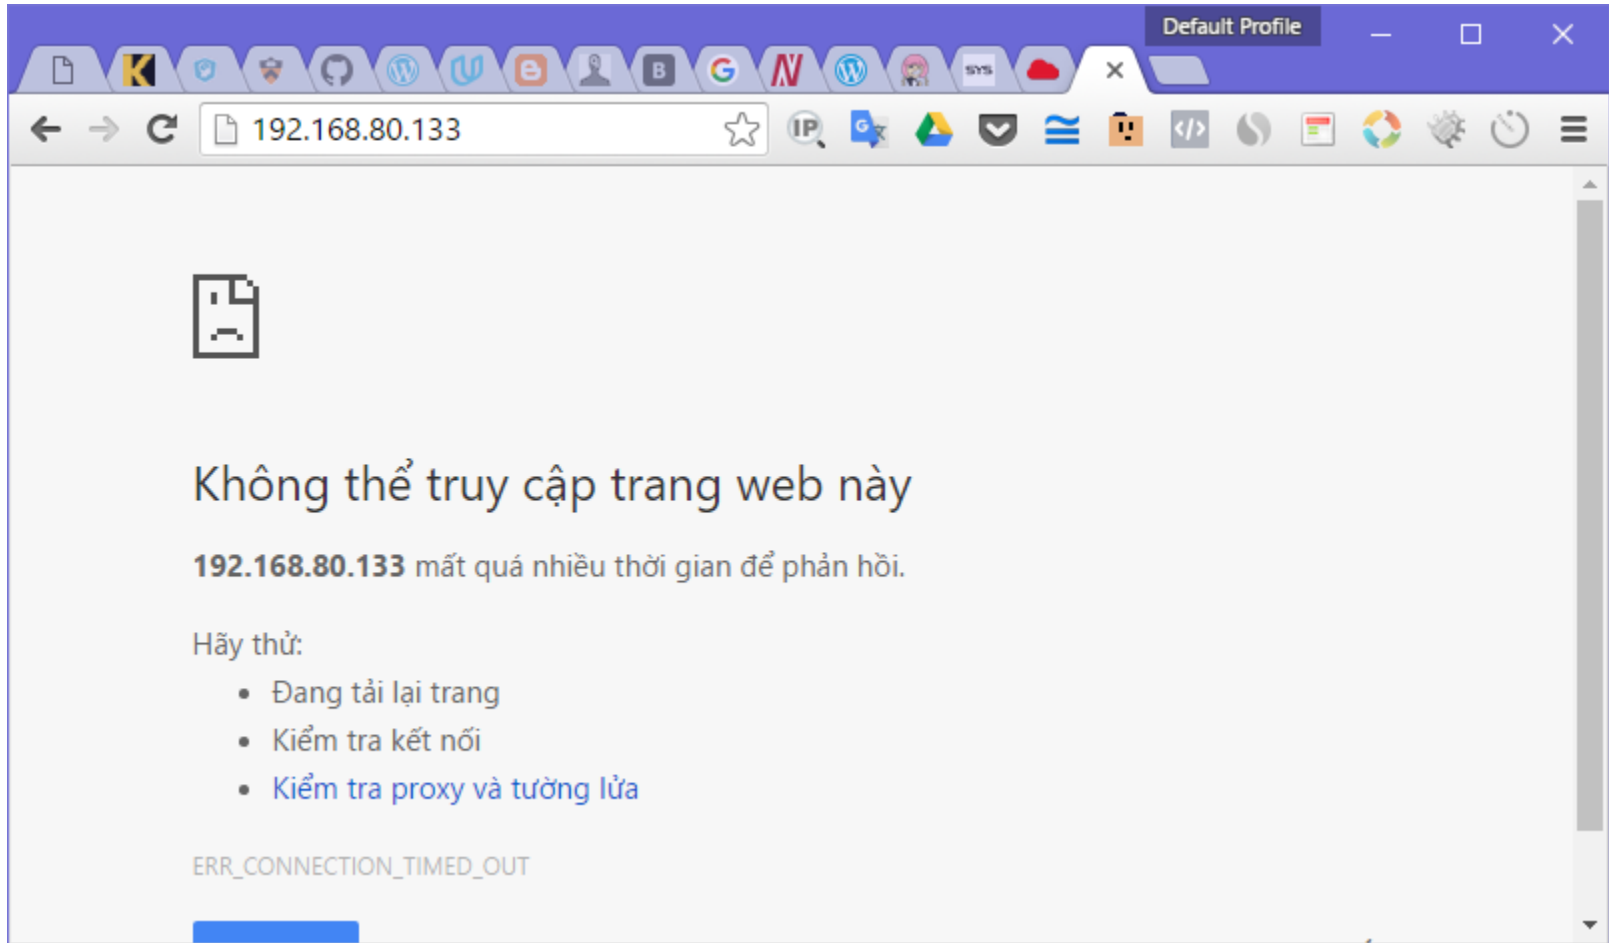 Default Profile
SYS
192.168.80.133
Không thể truy cập trang web này
192.168.80.133 mất quá nhiều thời gian để phản hồi.
Hãy thử:
Đang tải lại trang
Kiểm tra kết nối
Kiểm tra proxy và tường lửa
ERR_CONNECTION_TIMED_OUT